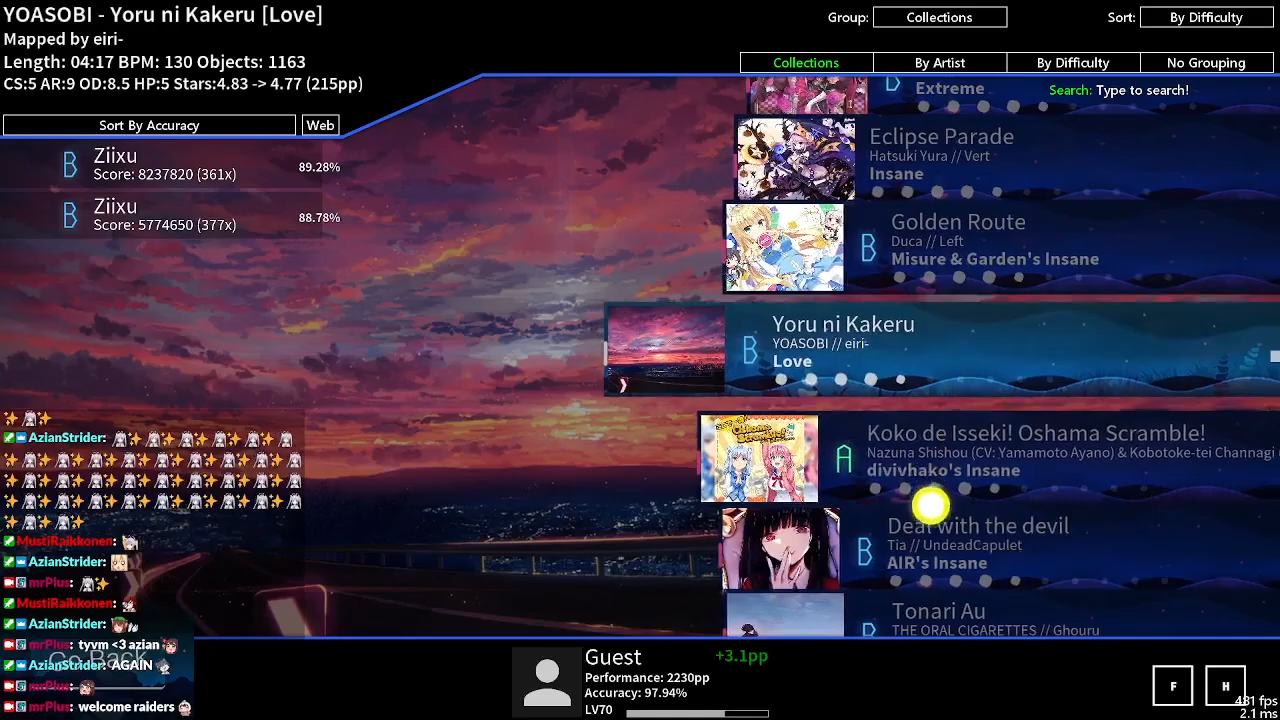 YOASOBI - Yoru ni Kakeru [Love]
Mapped by eiri-
Length: 04:17 BPM: 130 Objects: 1163
CS:5 AR:9 OD:8.5 HP:5 Stars:4.83 -> 4.77 (215pp)
Group:
Collections
Sort:
By Difficulty
Collections
By Artist
By Difficulty
No Grouping
Search: Type to search!
Sort By Accuracy
Web
B
Ziixu
Score: 8237820 (361x)
89.28%
B
Ziixu
Score: 5774650 (377x)
88.78%
B
Extreme
Eclipse Parade
Hatsuki Yura // Vert
Insane
B
Golden Route
Duca // Left
Misure & Garden's Insane
B
Yoru ni Kakeru
YOASOBI // eiri-
Love
A
Koko de Isseki! Oshama Scramble!
Nazuna Shishou (CV: Yamamoto Ayano) & Kobotoke-tei Channagi
divivhako's Insane
B
Deal with the devil
Tia // UndeadCapulet
AIR's Insane
B
Tonari Au
THE ORAL CIGARETTES // Ghouru
AzianStrider:
MustiRaikkonen:
AzianStrider:
mrPlus:
MustiRaikkonen:
AzianStrider:
mrPlus: tyvm <3 azian
AzianStrider: AGAIN
mrPlus:
mrPlus: welcome raiders
Go Back
Guest
+3.1pp
Performance: 2230pp
Accuracy: 97.94%
LV70
F
H
481 fps
2.1 ms